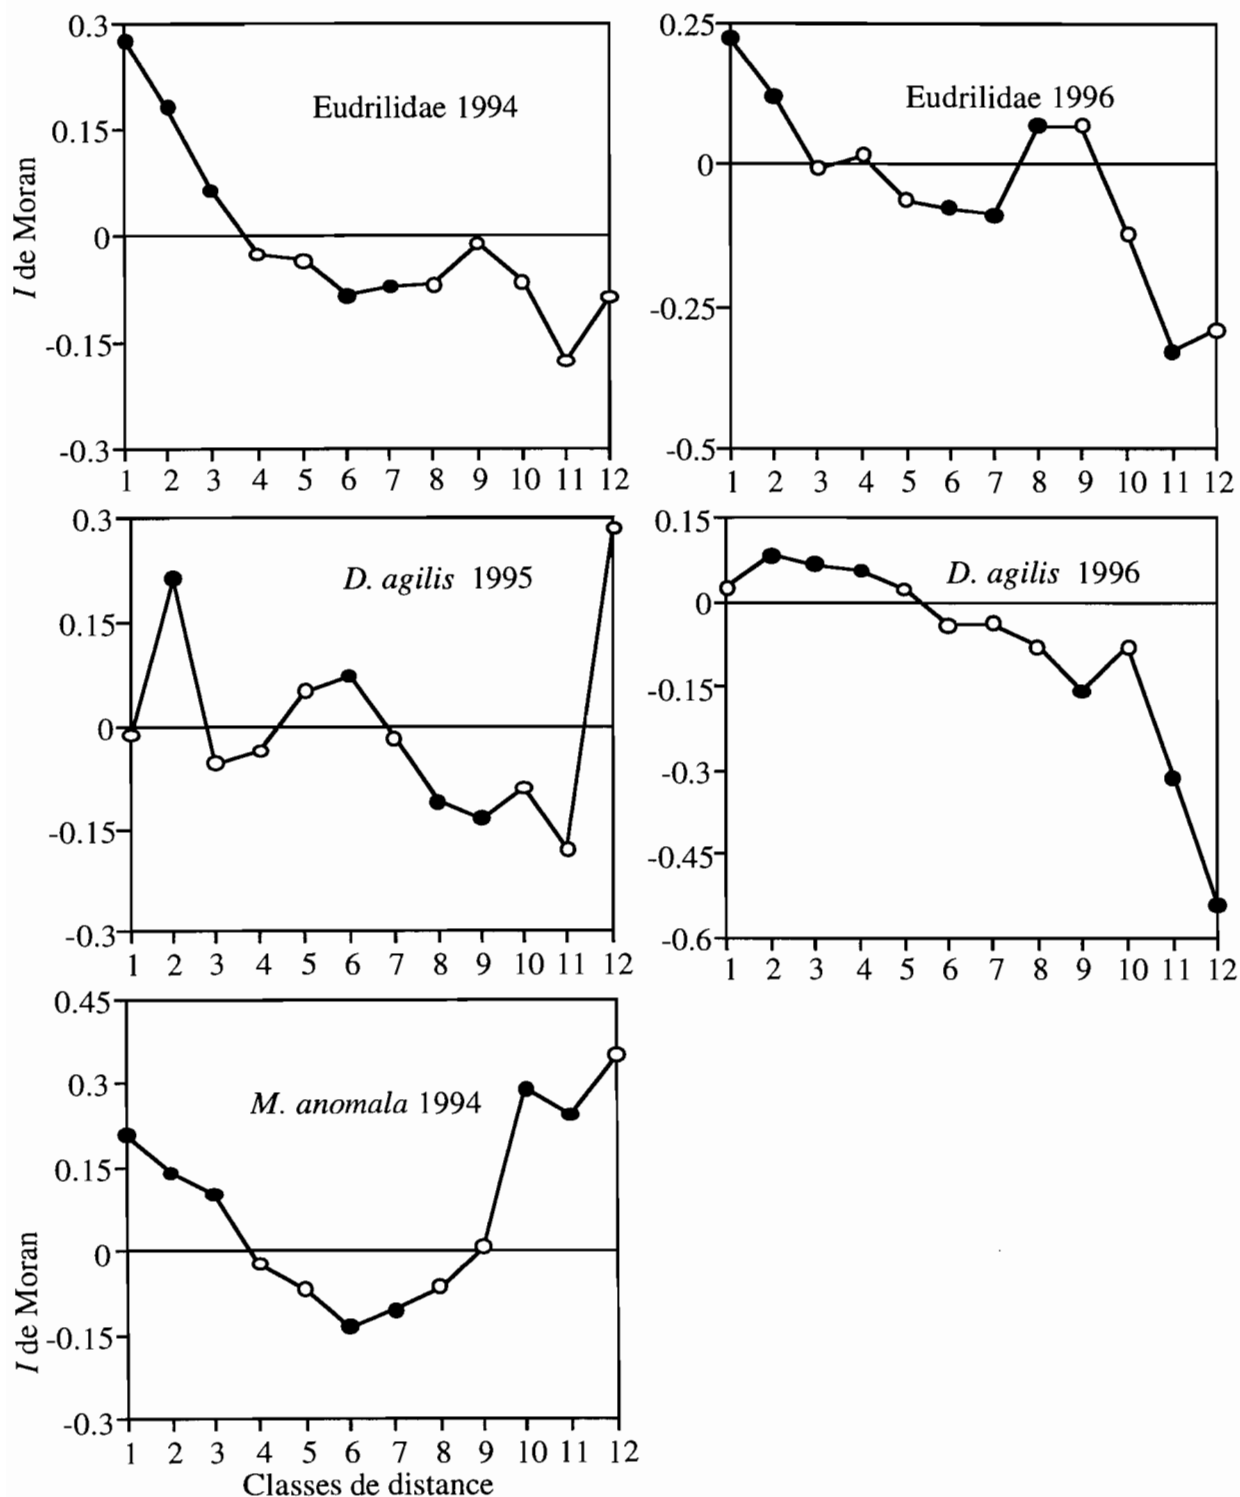 0.3
0.15
0
-0.15
-0.3
I de Moran
Eudrilidae 1994
1 2 3 4 5 6 7 8 9 10 11 12
0.25
0
-0.25
-0.5
Eudrilidae 1996
1 2 3 4 5 6 7 8 9 10 11 12
0.3
0.15
0
-0.15
-0.3
D. agilis 1995
1 2 3 4 5 6 7 8 9 10 11 12
0.15
0
-0.15
-0.3
-0.45
-0.6
D. agilis 1996
1 2 3 4 5 6 7 8 9 10 11 12
0.45
0.3
0.15
0
-0.15
-0.3
I de Moran
M. anomala 1994
1 2 3 4 5 6 7 8 9 10 11 12
Classes de distance